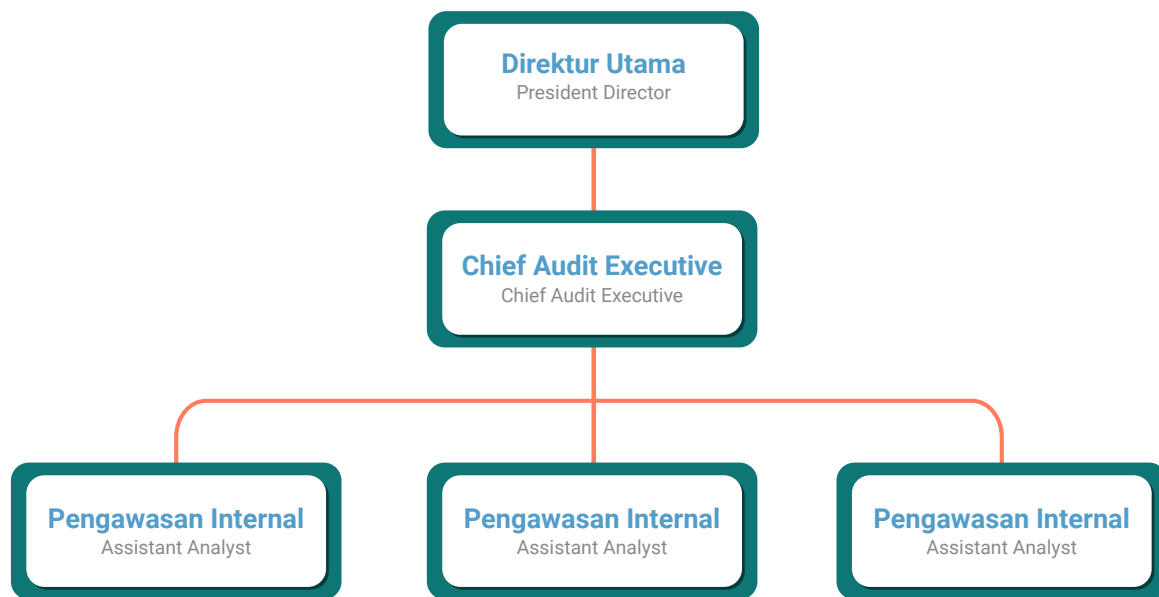 Direktur Utama
President Director
Chief Audit Executive
Chief Audit Executive
Pengawasan Internal
Assistant Analyst
Pengawasan Internal
Assistant Analyst
Pengawasan Internal
Assistant Analyst